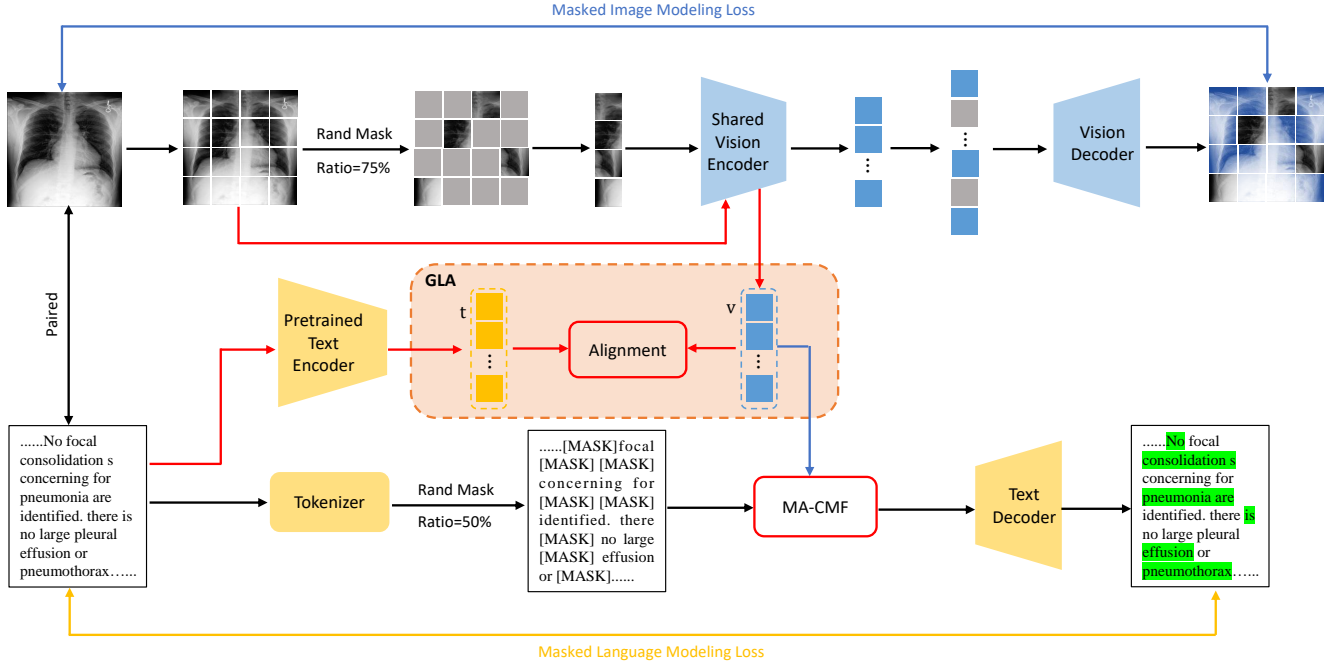 Masked Image Modeling Loss
Rand Mask
Ratio=75%
Shared
Vision
Encoder
Vision
Decoder
Paired
GLA
t
v
Pretrained
Text
Encoder
Alignment
......No focal
consolidation s
concerning for
pneumonia are
identified. there is
no large pleural
effusion or
pneumothorax…...
Tokenizer
Rand Mask
Ratio=50%
......[MASK]focal
[MASK] [MASK]
concerning for
[MASK] [MASK]
identified. there
[MASK] no large
[MASK] effusion
or [MASK]......
MA-CMF
Text
Decoder
......No focal
consolidation s
concerning for
pneumonia are
identified. there is
no large pleural
effusion or
pneumothorax…...
Masked Language Modeling Loss